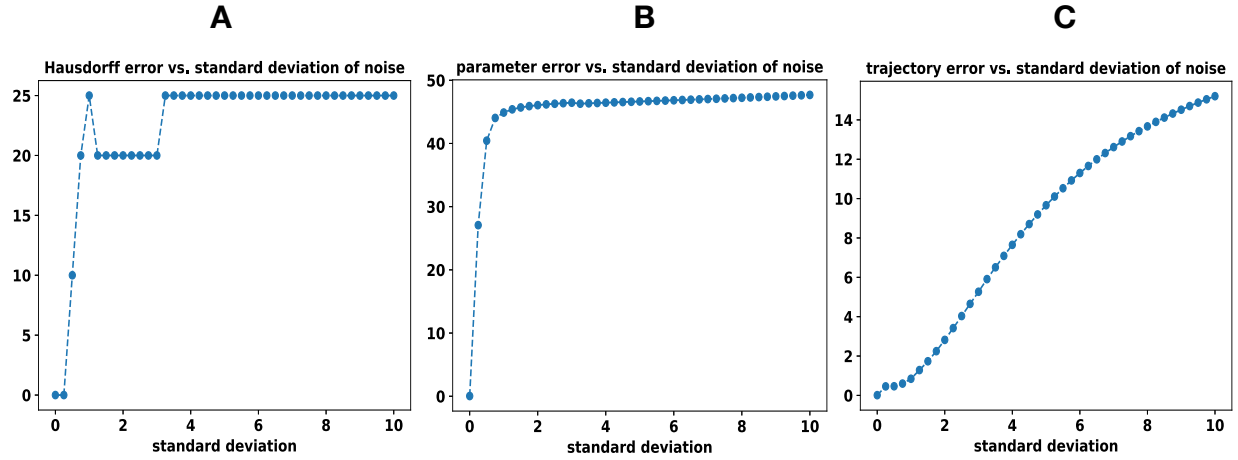 A
B
C
Hausdorff error vs. standard deviation of noise
25
20
15
10
5
0
0 2 4 6 8 10
standard deviation
parameter error vs. standard deviation of noise
50
40
30
20
10
0
0 2 4 6 8 10
standard deviation
trajectory error vs. standard deviation of noise
14
12
10
8
6
4
2
0
0 2 4 6 8 10
standard deviation